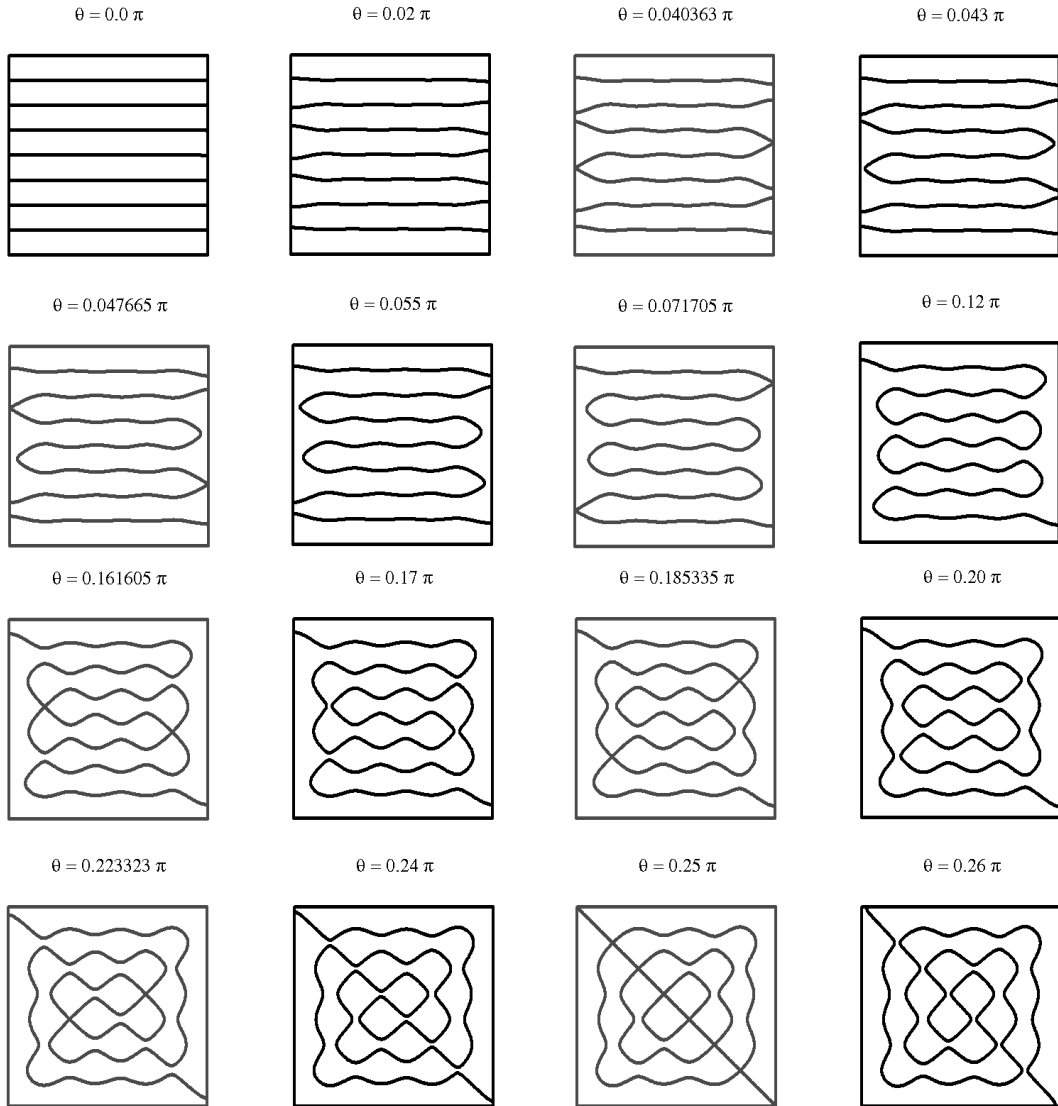 θ = 0.0 π
θ = 0.02 π
θ = 0.040363 π
θ = 0.043 π
θ = 0.047665 π
θ = 0.055 π
θ = 0.071705 π
θ = 0.12 π
θ = 0.161605 π
θ = 0.17 π
θ = 0.185335 π
θ = 0.20 π
θ = 0.223323 π
θ = 0.24 π
θ = 0.25 π
θ = 0.26 π